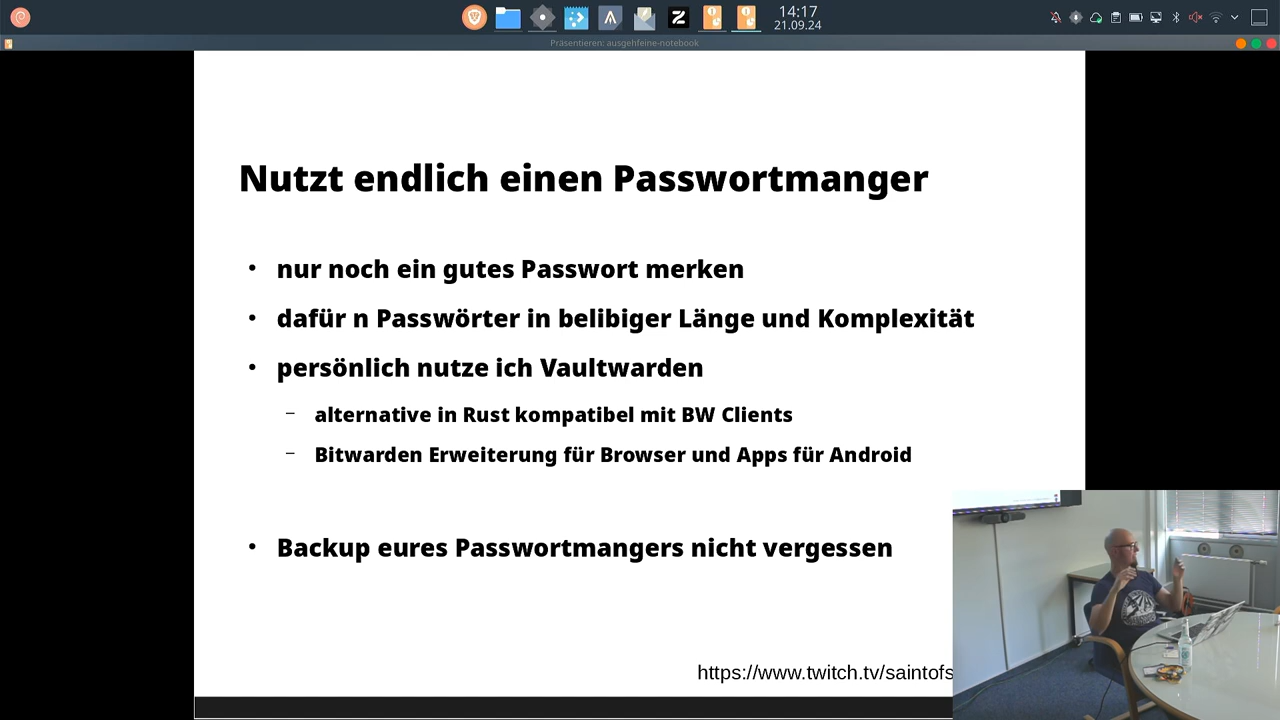 14:17
21.09.24
Präsentieren: ausgehfeine-notebook
Nutzt endlich einen Passwortmanger
• nur noch ein gutes Passwort merken
• dafür n Passwörter in belibiger Länge und Komplexität
• persönlich nutze ich Vaultwarden
– alternative in Rust kompatibel mit BW Clients
– Bitwarden Erweiterung für Browser und Apps für Android
• Backup eures Passwortmangers nicht vergessen
https://www.twitch.tv/saintofs